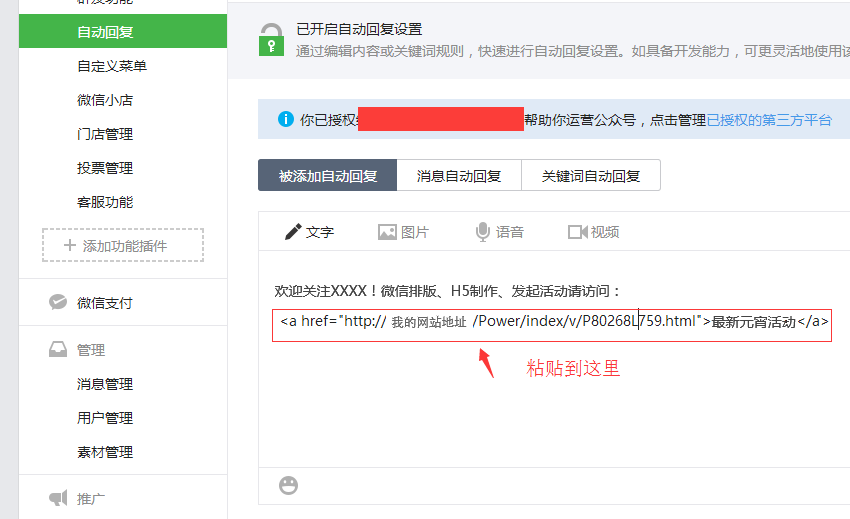 自动回复
自定义菜单
微信小店
门店管理
投票管理
客服功能
添加功能插件
微信支付
管理
消息管理
用户管理
素材管理
推广
已开启自动回复设置
通过编辑内容或关键词规则，快速进行自动回复设置。如具备开发能力，可更灵活地使用该
你已授权 帮助你运营公众号，点击管理已授权的第三方平台
被添加自动回复 消息自动回复 关键词自动回复
文字 图片 语音 视频
欢迎关注XXXX！微信排版、H5制作、发起活动请访问：
<a href="http:// 我的网站地址 /Power/index/v/P80268L759.html">最新元宵活动</a>
粘贴到这里